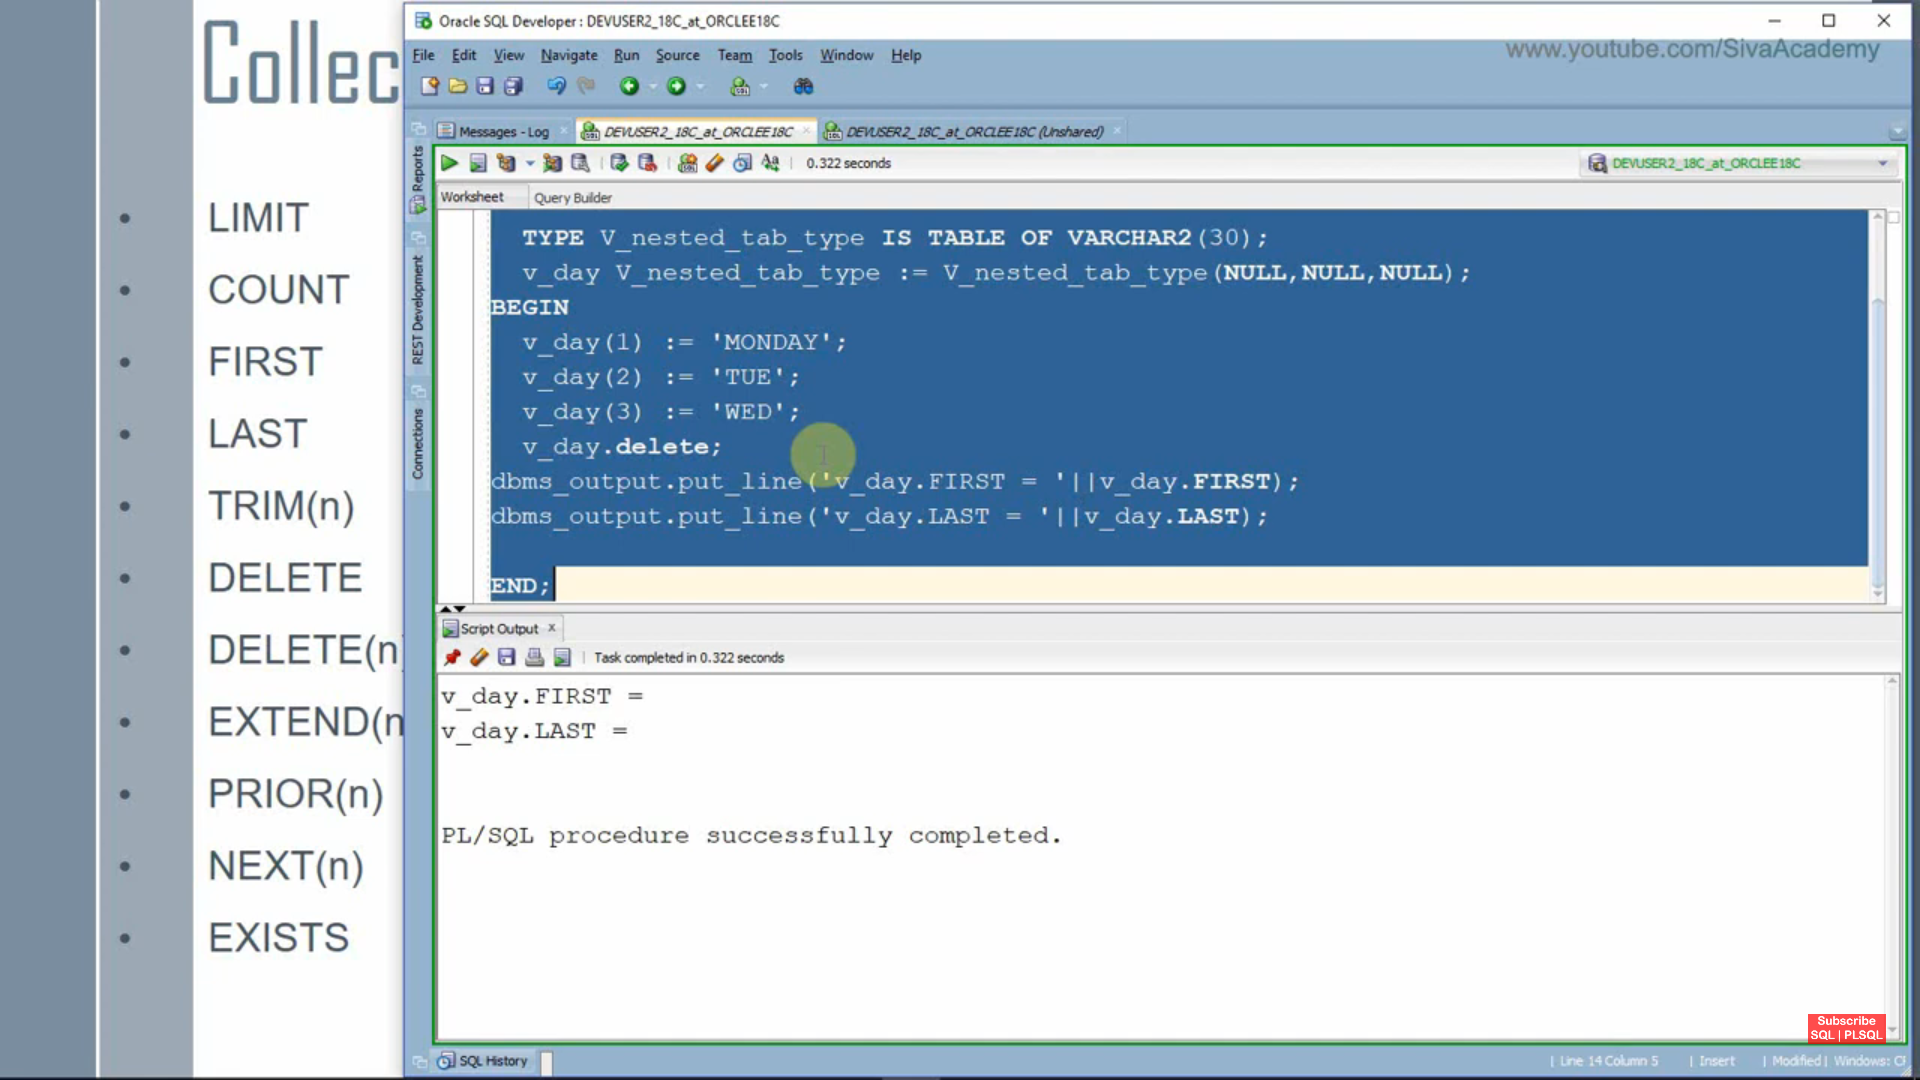 Collec
LIMIT
COUNT
FIRST
LAST
TRIM(n)
DELETE
DELETE(n)
EXTEND(n
PRIOR(n)
NEXT(n)
EXISTS
Oracle SQL Developer : DEVUSER2_18C_at_ORCLEE18C
File Edit View Navigate Run Source Team Tools Window Help
www.youtube.com/SivaAcademy
Messages - Log
DEVUSER2_18C_at_ORCLEE18C
DEVUSER2_18C_at_ORCLEE18C (Unshared)
Reports
REST Development
Connections
0.322 seconds
DEVUSER2_18C_at_ORCLEE18C
Worksheet Query Builder
TYPE V_nested_tab_type IS TABLE OF VARCHAR2(30);
v_day V_nested_tab_type := V_nested_tab_type(NULL,NULL,NULL);
BEGIN
v_day(1) := 'MONDAY';
v_day(2) := 'TUE';
v_day(3) := 'WED';
v_day.delete;
dbms_output.put_line('v_day.FIRST = '||v_day.FIRST);
dbms_output.put_line('v_day.LAST = '||v_day.LAST);
END;
Script Output
Task completed in 0.322 seconds
v_day.FIRST =
v_day.LAST =
PL/SQL procedure successfully completed.
Subscribe
SQL | PLSQL
SQL History
Line 14 Column 5 | Insert | Modified | Windows: C